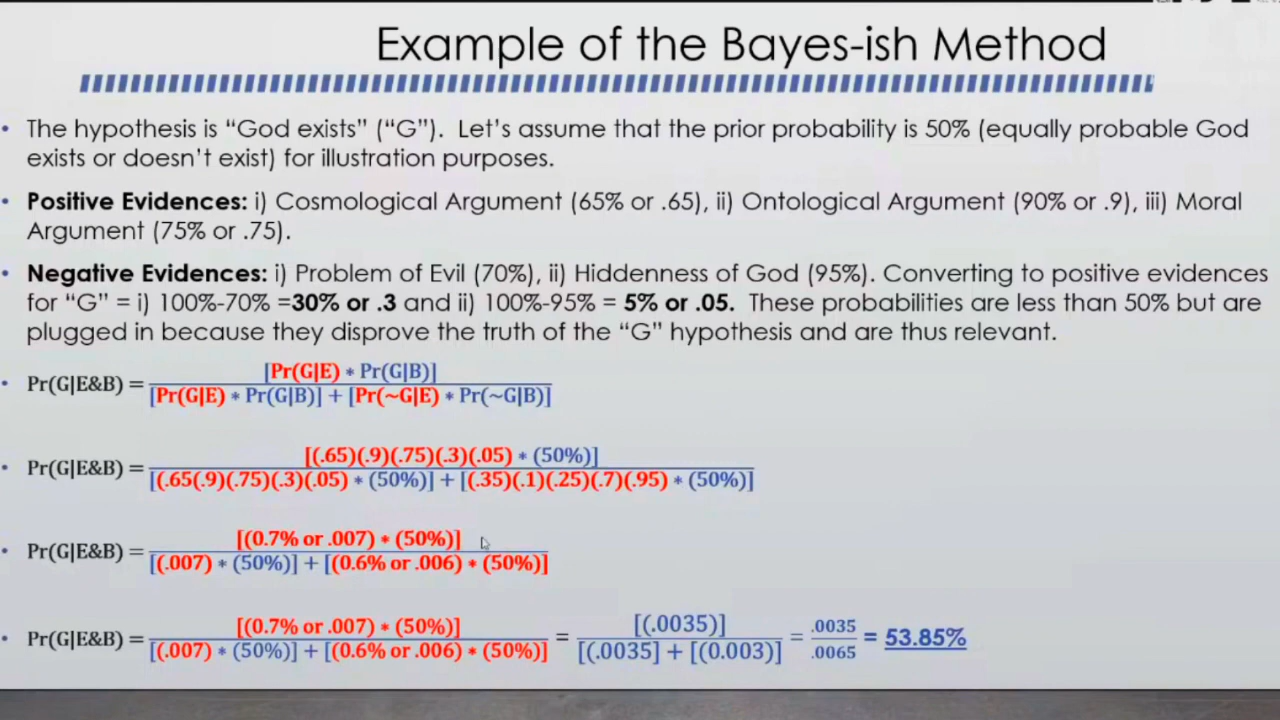 Example of the Bayes-ish Method
• The hypothesis is “God exists” (“G”). Let’s assume that the prior probability is 50% (equally probable God
exists or doesn’t exist) for illustration purposes.
• Positive Evidences: i) Cosmological Argument (65% or .65), ii) Ontological Argument (90% or .9), iii) Moral
Argument (75% or .75).
• Negative Evidences: i) Problem of Evil (70%), ii) Hiddenness of God (95%). Converting to positive evidences
for “G” = i) 100%-70% =30% or .3 and ii) 100%-95% = 5% or .05. These probabilities are less than 50% but are
plugged in because they disprove the truth of the “G” hypothesis and are thus relevant.
[Pr(G|E) ∗ Pr(G|B)]
• Pr(G|E&B) =
[Pr(G|E) ∗ Pr(G|B)] + [Pr(~G|E) ∗ Pr(~G|B)]
[(.65)(.9)(.75)(.3)(.05) ∗ (50%)]
• Pr(G|E&B) =
[(.65(.9)(.75)(.3)(.05) ∗ (50%)] + [(.35)(.1)(.25)(.7)(.95) ∗ (50%)]
[(0.7% or .007) ∗ (50%)]
• Pr(G|E&B) =
[(.007) ∗ (50%)] + [(0.6% or .006) ∗ (50%)]
[(0.7% or .007) ∗ (50%)] [(.0035)] .0035
• Pr(G|E&B) = = = = 53.85%
[(.007) ∗ (50%)] + [(0.6% or .006) ∗ (50%)] [(.0035] + [(0.003)] .0065